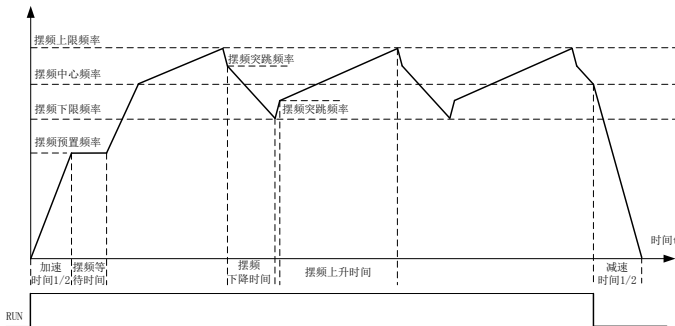 摆频上限频率
摆频突跳频率
摆频中心频率
摆频突跳频率
摆频下限频率
摆频预置频率
时间t
加速
时间1/2
摆频等
待时间
摆频
下降时间
摆频上升时间
减速
时间1/2
RUN